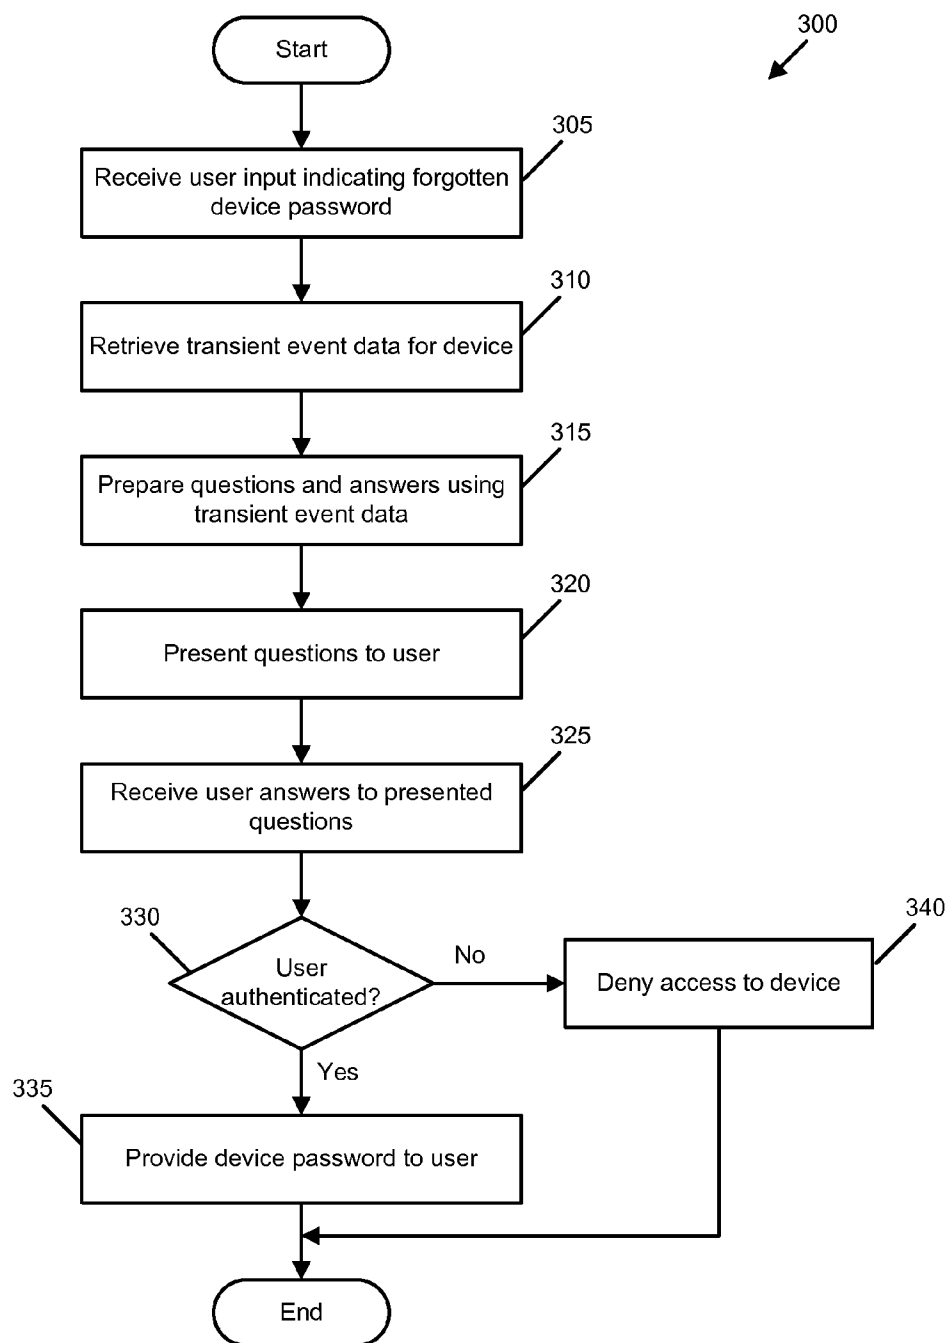 Start
300
305
Receive user input indicating forgotten
device password
310
Retrieve transient event data for device
315
Prepare questions and answers using
transient event data
320
Present questions to user
325
Receive user answers to presented
questions
330
User
authenticated?
No
340
Deny access to device
Yes
335
Provide device password to user
End